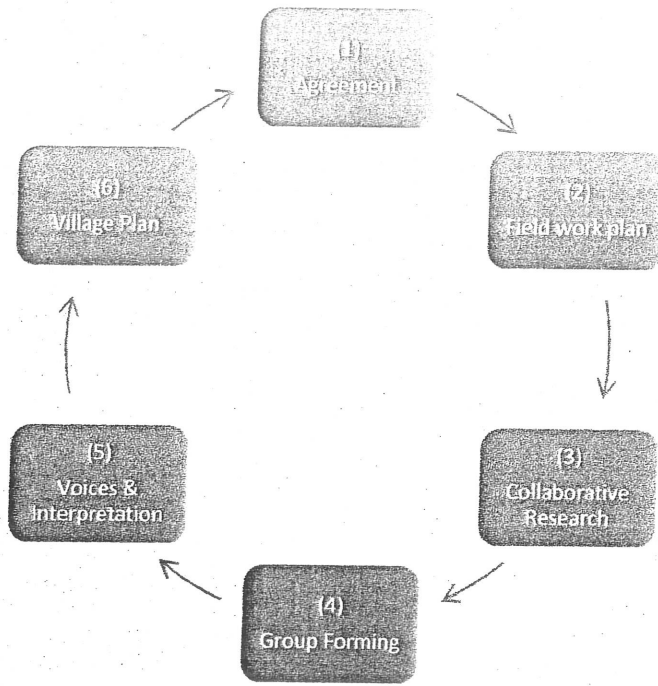 (1)
Agreement
(2)
Field work plan
(3)
Collaborative
Research
(4)
Group Forming
(5)
Voices &
Interpretation
(6)
Village Plan